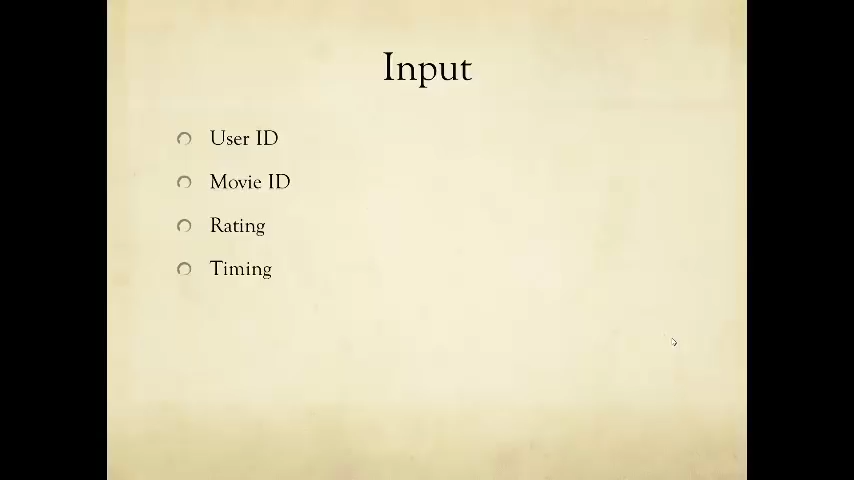 Input
User ID
Movie ID
Rating
Timing